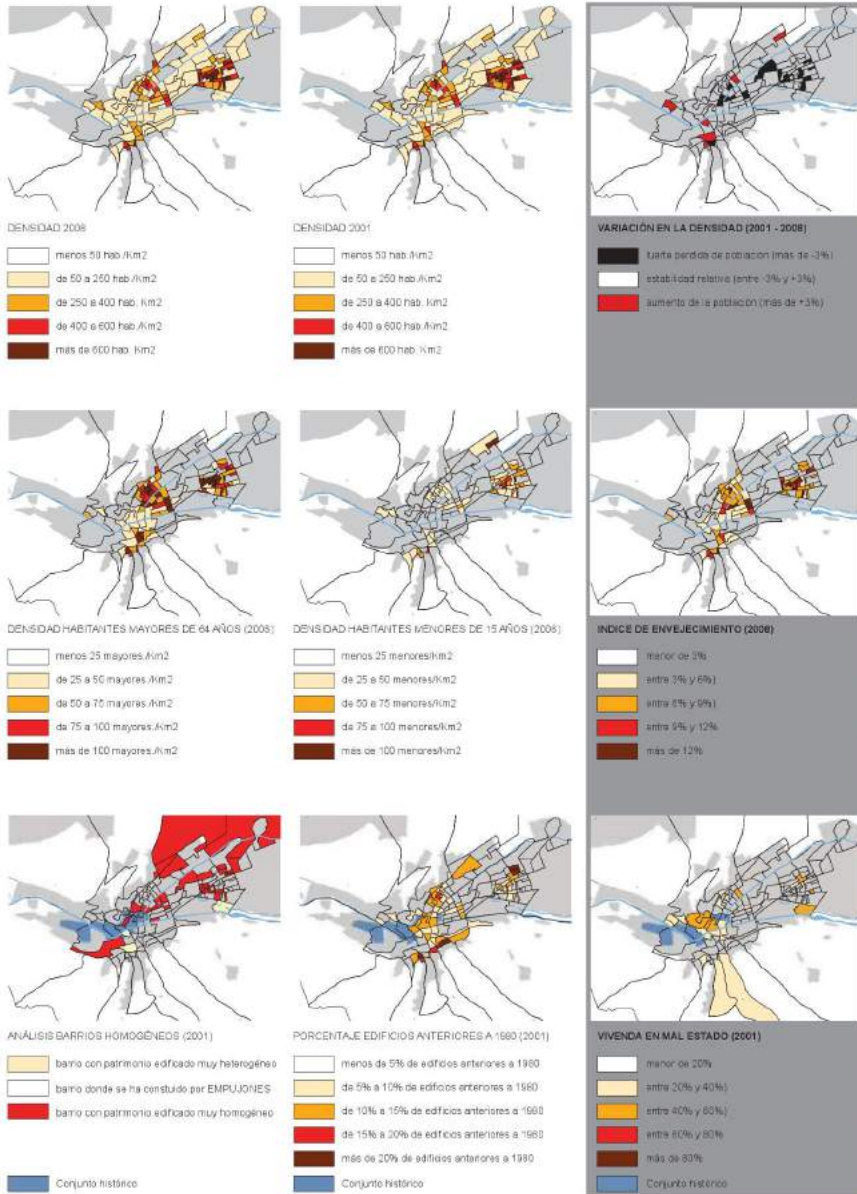 DENSIDAD 2008
menos 50 hab./Km2
de 50 a 250 hab./Km2
de 250 a 400 hab. Km2
de 400 a 600 hab./Km2
más de 600 hab. Km2
DENSIDAD 2001
menos 50 hab./Km2
de 50 a 250 hab./Km2
de 250 a 400 hab. Km2
de 400 a 600 hab./Km2
más de 600 hab. Km2
VARIACIÓN EN LA DENSIDAD (2001 - 2008)
fuerte perdida de población (más de -3%)
estabilidad relativa (entre -3% y +3%)
aumento de la población (más de +3%)
DENSIDAD HABITANTES MAYORES DE 64 AÑOS (2008)
menos 25 mayores./Km2
de 25 a 50 mayores./Km2
de 50 a 75 mayores./Km2
de 75 a 100 mayores./Km2
más de 100 mayores./Km2
DENSIDAD HABITANTES MENORES DE 15 AÑOS (2008)
menos 25 menores/Km2
de 25 a 50 menores/Km2
de 50 a 75 menores/Km2
de 75 a 100 menores/Km2
más de 100 menores/Km2
INDICE DE ENVEJECIMIENTO (2008)
menor de 3%
entre 3% y 6%)
entre 6% y 9%)
entre 9% y 12%
más de 12%
ANÁLISIS BARRIOS HOMOGÉNEOS (2001)
barrio con patrimonio edificado muy heterogéneo
barrio donde se ha constuido por EMPUJONES
barrio con patrimonio edificado muy homogéneo
Conjunto histórico
PORCENTAJE EDIFICIOS ANTERIORES A 1980 (2001)
menos de 5% de edificios anteriores a 1980
de 5% a 10% de edificios anteriores a 1980
de 10% a 15% de edificios anteriores a 1980
de 15% a 20% de edificios anteriores a 1980
más de 20% de edificios anteriores a 1980
Conjunto histórico
VIVENDA EN MAL ESTADO (2001)
menor de 20%
entre 20% y 40%)
entre 40% y 60%)
entre 60% y 80%
más de 80%
Conjunto histórico